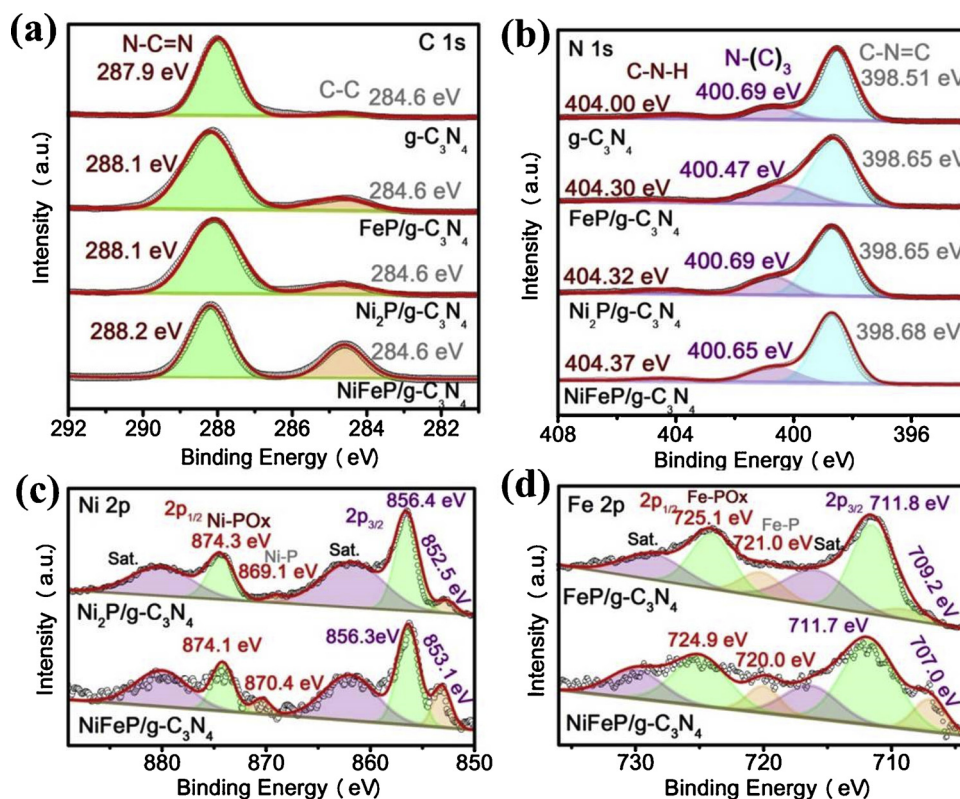 (a)
N-C=N
C 1s
287.9 eV
C-C
284.6 eV
g-C₃N₄
288.1 eV
284.6 eV
FeP/g-C₃N₄
288.1 eV
284.6 eV
Ni₂P/g-C₃N₄
288.2 eV
284.6 eV
NiFeP/g-C₃N₄
Intensity (a.u.)
292 290 288 286 284 282
Binding Energy (eV)
(b)
N 1s
C-N-H
N-(C)₃
C-N=C
404.00 eV
400.69 eV
398.51 eV
g-C₃N₄
404.30 eV
400.47 eV
398.65 eV
FeP/g-C₃N₄
404.32 eV
400.69 eV
398.65 eV
Ni₂P/g-C₃N₄
404.37 eV
400.65 eV
398.68 eV
NiFeP/g-C₃N₄
Intensity (a.u.)
408 404 400 396
Binding Energy (eV)
(c)
Ni 2p
2p₁/₂
Ni-POx
2p₃/₂
856.4 eV
Sat.
874.3 eV
Ni-P
869.1 eV
Sat.
852.5 eV
Ni₂P/g-C₃N₄
874.1 eV
870.4 eV
856.3eV
853.1 eV
NiFeP/g-C₃N₄
Intensity (a.u.)
880 870 860 850
Binding Energy (eV)
(d)
Fe 2p
2p₁/₂
Fe-POx
2p₃/₂ 711.8 eV
725.1 eV
Fe-P
Sat.
721.0 eV
Sat.
709.2 eV
FeP/g-C₃N₄
724.9 eV
720.0 eV
711.7 eV
707.0 eV
NiFeP/g-C₃N₄
Intensity (a.u.)
730 720 710
Binding Energy (eV)